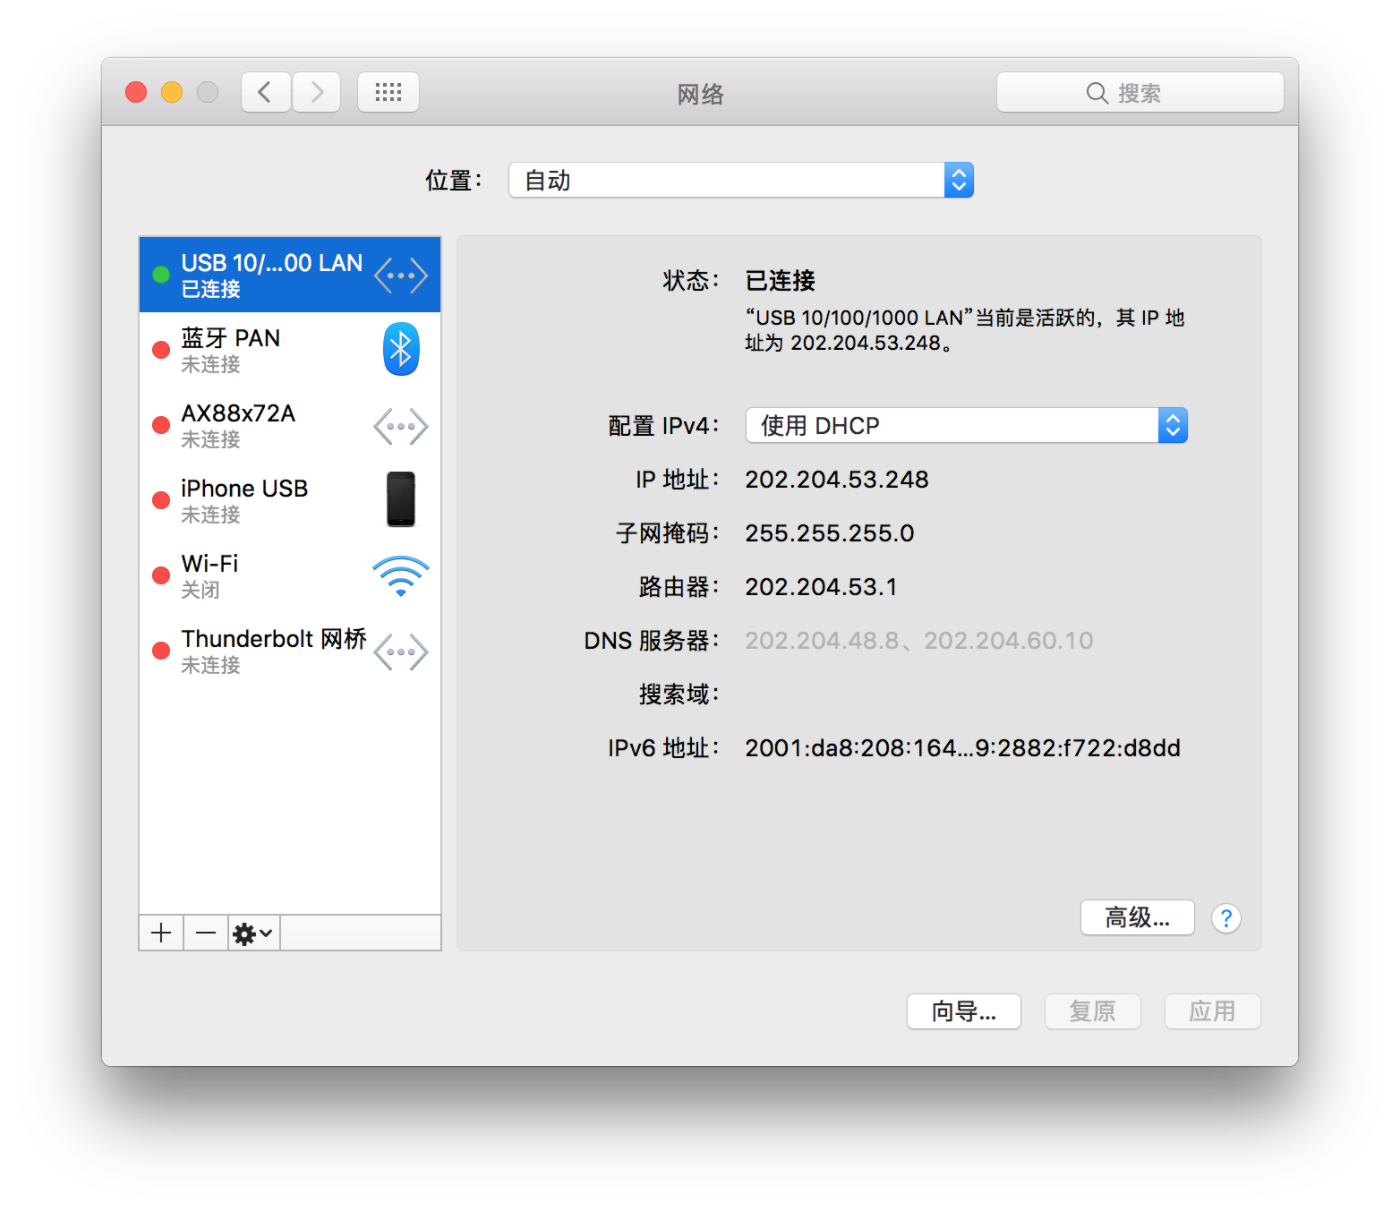 网络
搜索
位置：
自动
USB 10/...00 LAN
已连接
蓝牙 PAN
未连接
AX88x72A
未连接
iPhone USB
未连接
Wi-Fi
关闭
Thunderbolt 网桥
未连接
状态： 已连接
“USB 10/100/1000 LAN”当前是活跃的，其 IP 地
址为 202.204.53.248。
配置 IPv4： 使用 DHCP
IP 地址： 202.204.53.248
子网掩码： 255.255.255.0
路由器： 202.204.53.1
DNS 服务器： 202.204.48.8、202.204.60.10
搜索域：
IPv6 地址： 2001:da8:208:164...9:2882:f722:d8dd
高级... ?
向导... 复原 应用